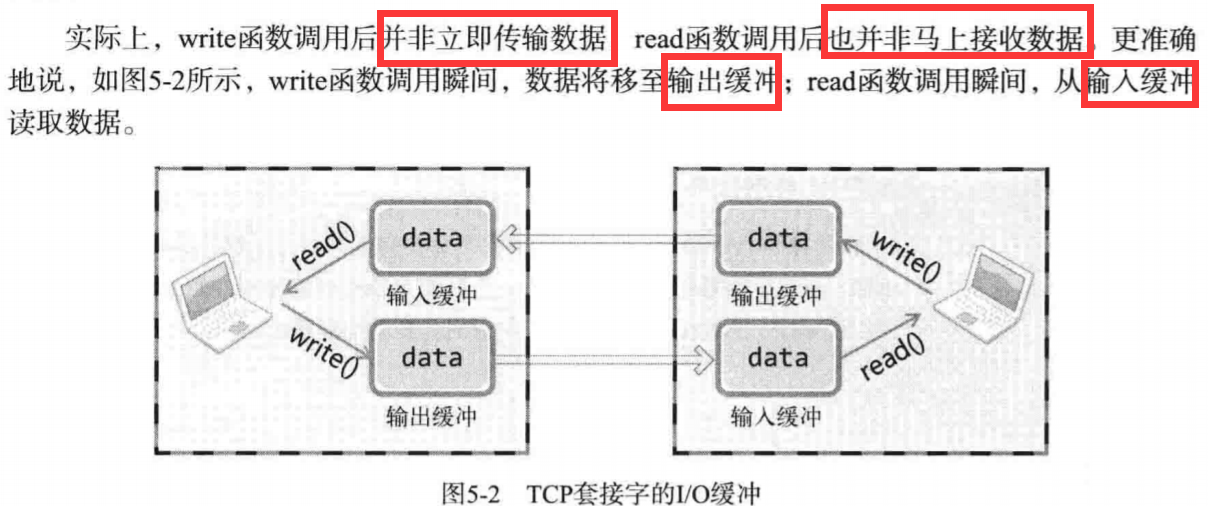 实际上，write函数调用后并非立即传输数据，read函数调用后也并非马上接收数据。更准确
地说，如图5-2所示，write函数调用瞬间，数据将移至输出缓冲；read函数调用瞬间，从输入缓冲
读取数据。
read() data data write()
输入缓冲 输出缓冲
write() data data read()
输出缓冲 输入缓冲
图5-2 TCP套接字的I/O缓冲